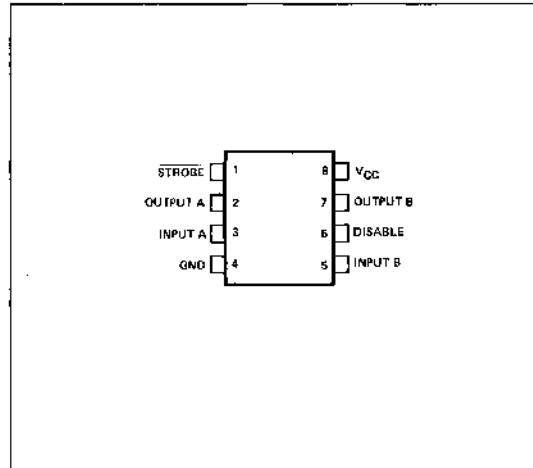 STROBE 1 8 VCC
OUTPUT A 2 7 OUTPUT B
INPUT A 3 6 DISABLE
GND 4 5 INPUT B